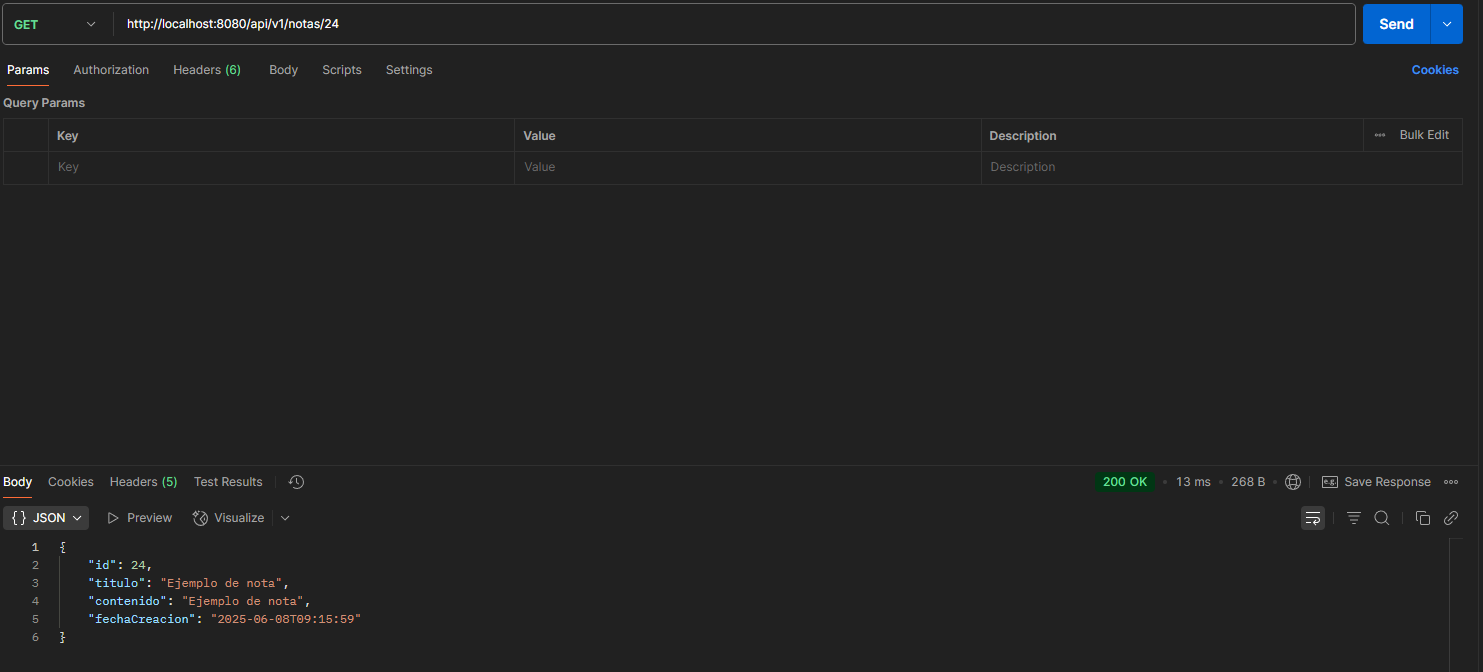 GET http://localhost:8080/api/v1/notas/24 Send
Params Authorization Headers (6) Body Scripts Settings Cookies
Query Params
Key Value Description Bulk Edit
Key Value Description
Body Cookies Headers (5) Test Results 200 OK 13 ms 268 B e.g. Save Response
{} JSON Preview Visualize
1 {
2 "id": 24,
3 "titulo": "Ejemplo de nota",
4 "contenido": "Ejemplo de nota",
5 "fechaCreacion": "2025-06-08T09:15:59"
6 }